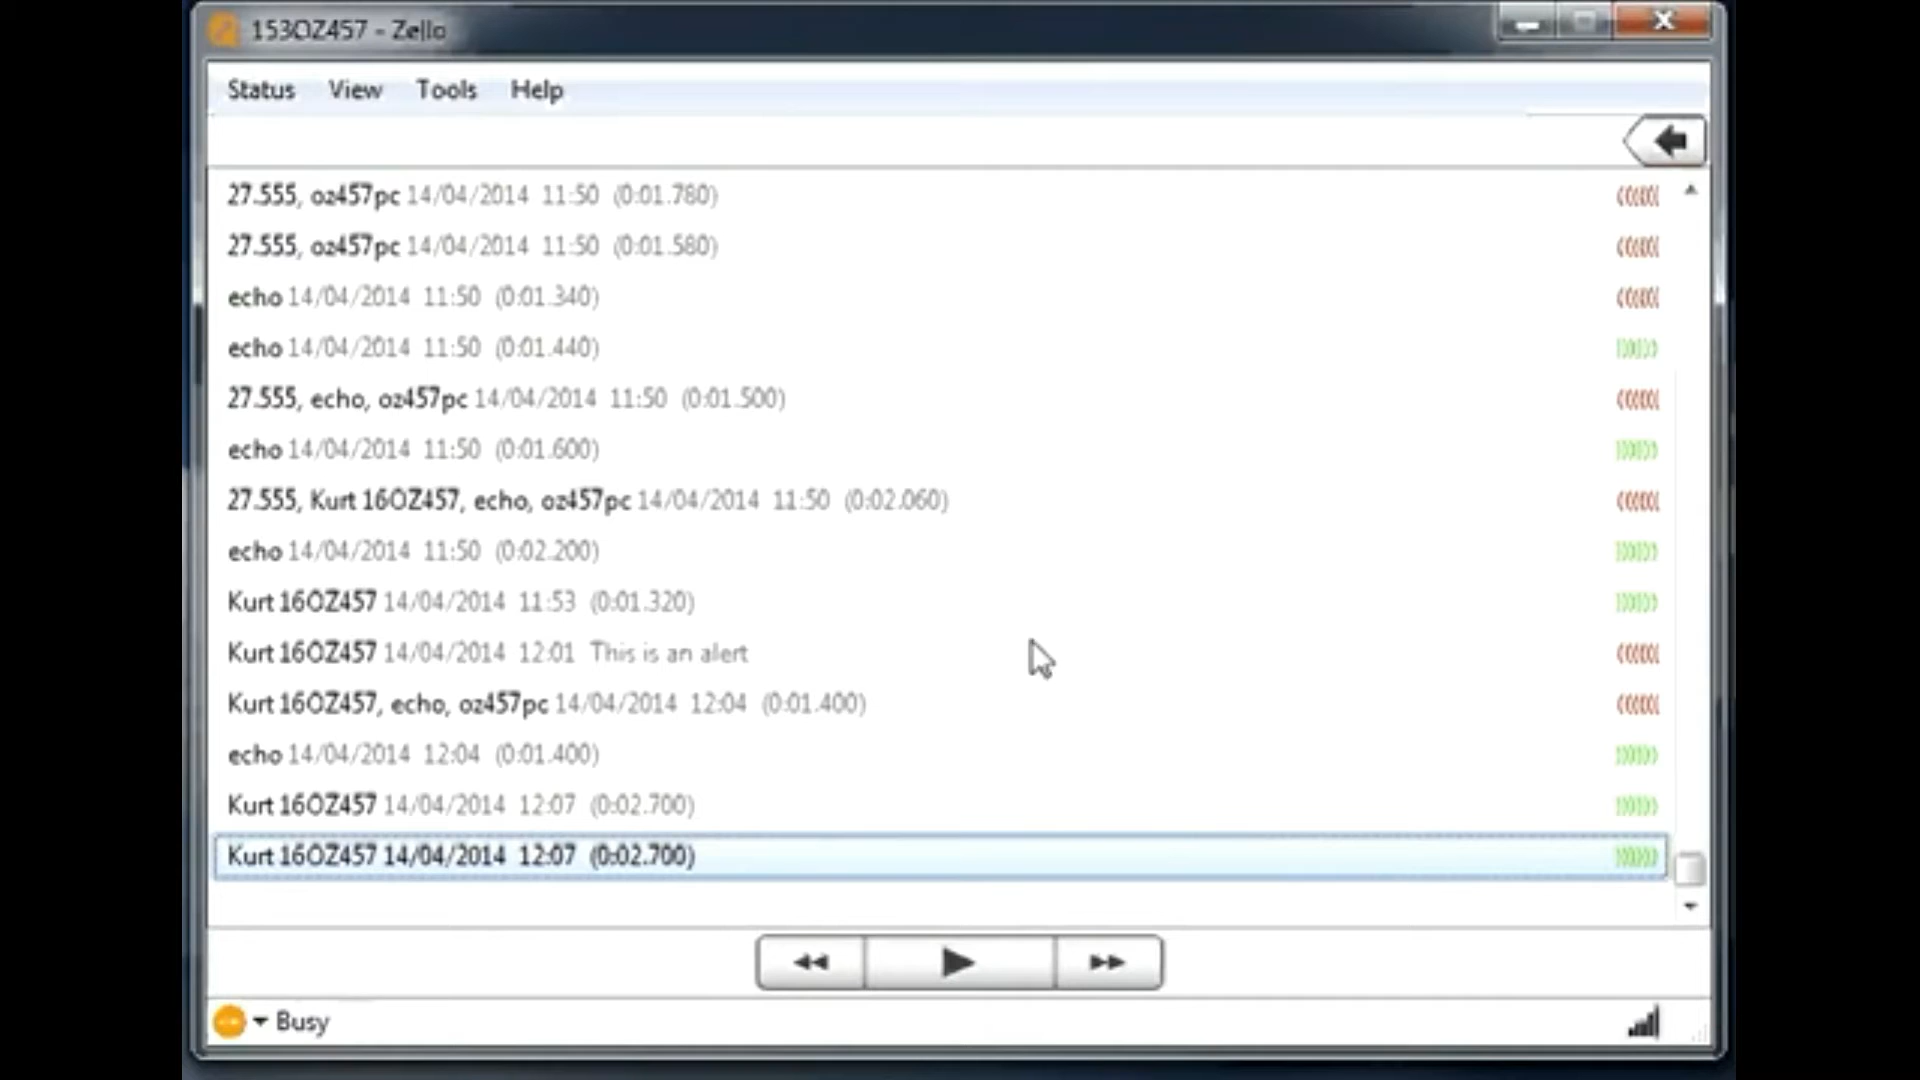 153OZ457 - Zello
Status View Tools Help
27.555, oz457pc 14/04/2014 11:50 (0:01.780)
27.555, oz457pc 14/04/2014 11:50 (0:01.580)
echo 14/04/2014 11:50 (0:01.340)
echo 14/04/2014 11:50 (0:01.440)
27.555, echo, oz457pc 14/04/2014 11:50 (0:01.500)
echo 14/04/2014 11:50 (0:01.600)
27.555, Kurt 16OZ457, echo, oz457pc 14/04/2014 11:50 (0:02.060)
echo 14/04/2014 11:50 (0:02.200)
Kurt 16OZ457 14/04/2014 11:53 (0:01.320)
Kurt 16OZ457 14/04/2014 12:01 This is an alert
Kurt 16OZ457, echo, oz457pc 14/04/2014 12:04 (0:01.400)
echo 14/04/2014 12:04 (0:01.400)
Kurt 16OZ457 14/04/2014 12:07 (0:02.700)
Kurt 16OZ457 14/04/2014 12:07 (0:02.700)
Busy